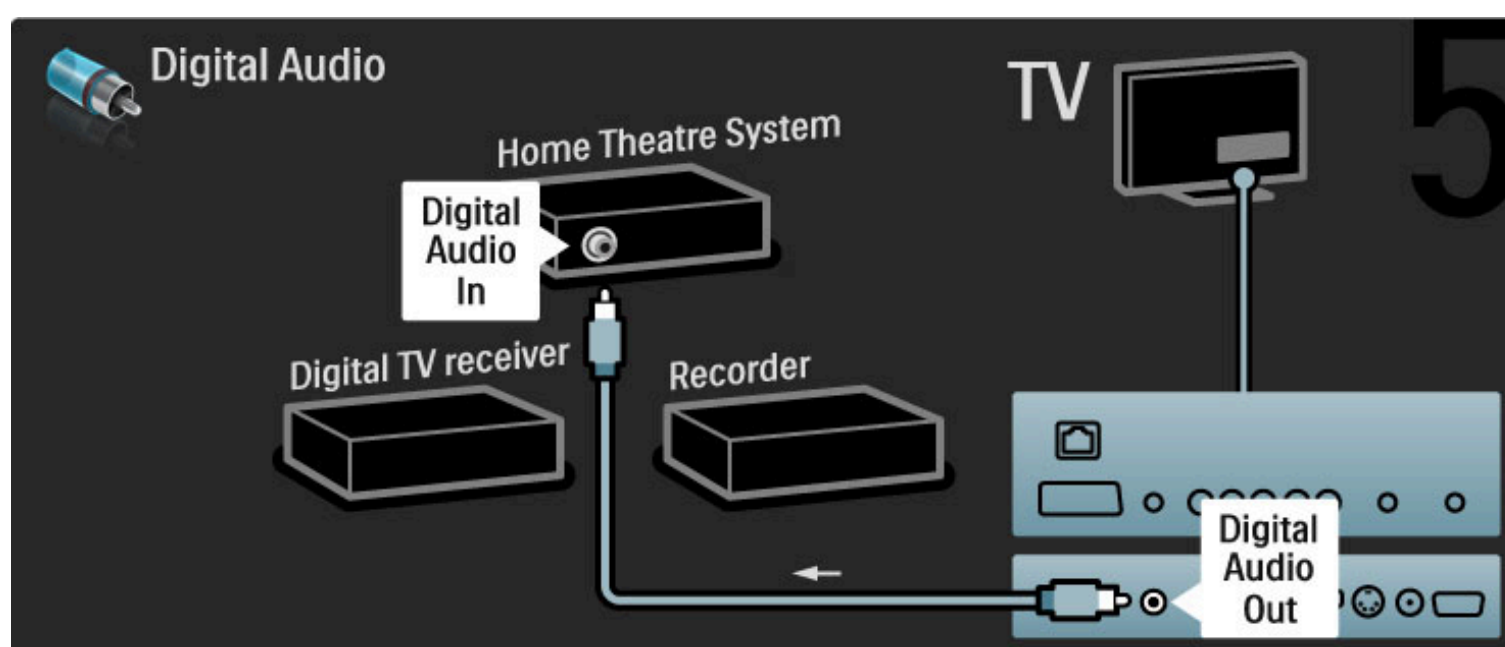 Digital Audio
TV
5
Home Theatre System
Digital
Audio
In
Digital TV receiver
Recorder
Digital
Audio
Out